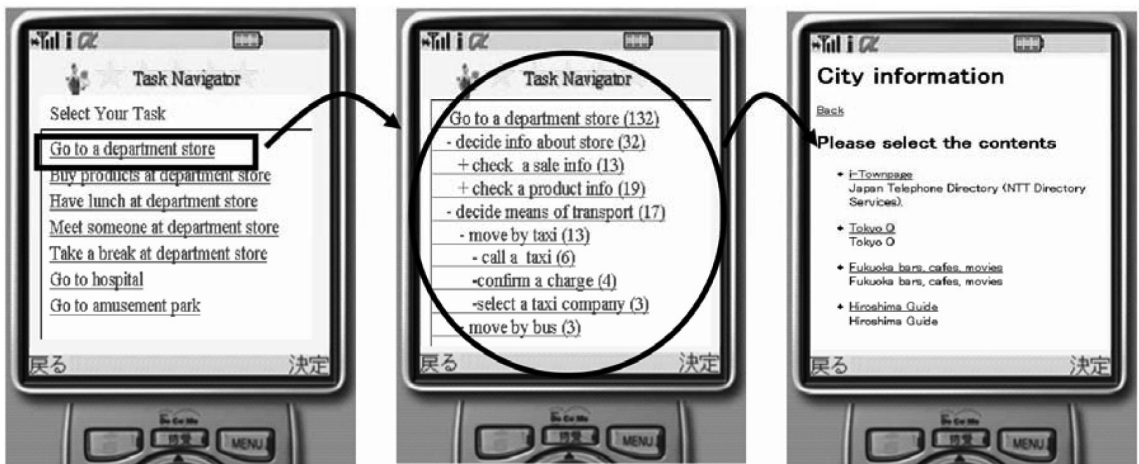 Task Navigator
Select Your Task
Go to a department store
Buy products at department store
Have lunch at department store
Meet someone at department store
Take a break at department store
Go to hospital
Go to amusement park
戻る 決定
MENU
Task Navigator
Go to a department store (132)
- decide info about store (32)
+ check a sale info (13)
+ check a product info (19)
- decide means of transport (17)
- move by taxi (13)
- call a taxi (6)
-confirm a charge (4)
-select a taxi company (3)
- move by bus (3)
戻る 決定
MENU
City information
Back
Please select the contents
i-Townpage
Japan Telephone Directory (NTT Directory
Services).
Tokyo Q
Tokyo Q
Fukuoka bars, cafes, movies
Fukuoka bars, cafes, movies
Hiroshima Guide
Hiroshima Guide
戻る 決定
MENU